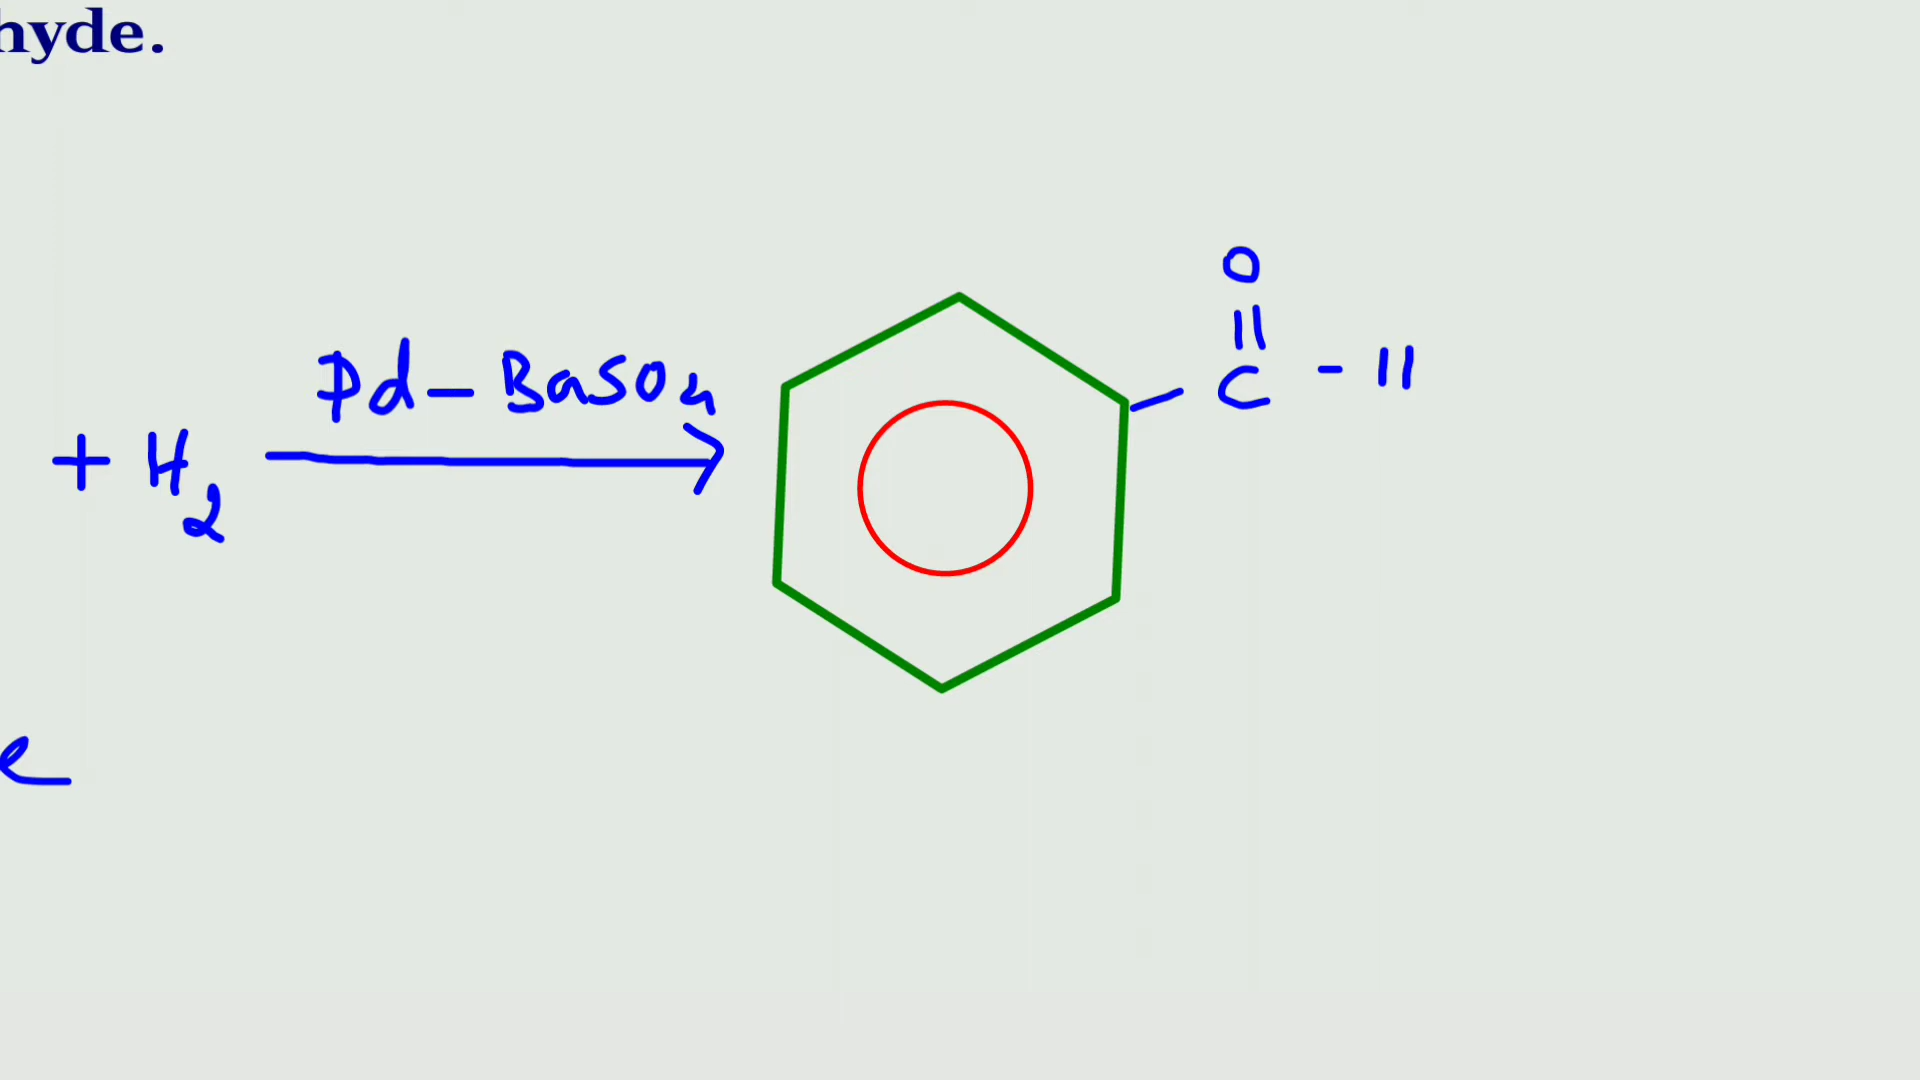 hyde.
O
||
Pd - BaSO4
C - H
+ H2
e